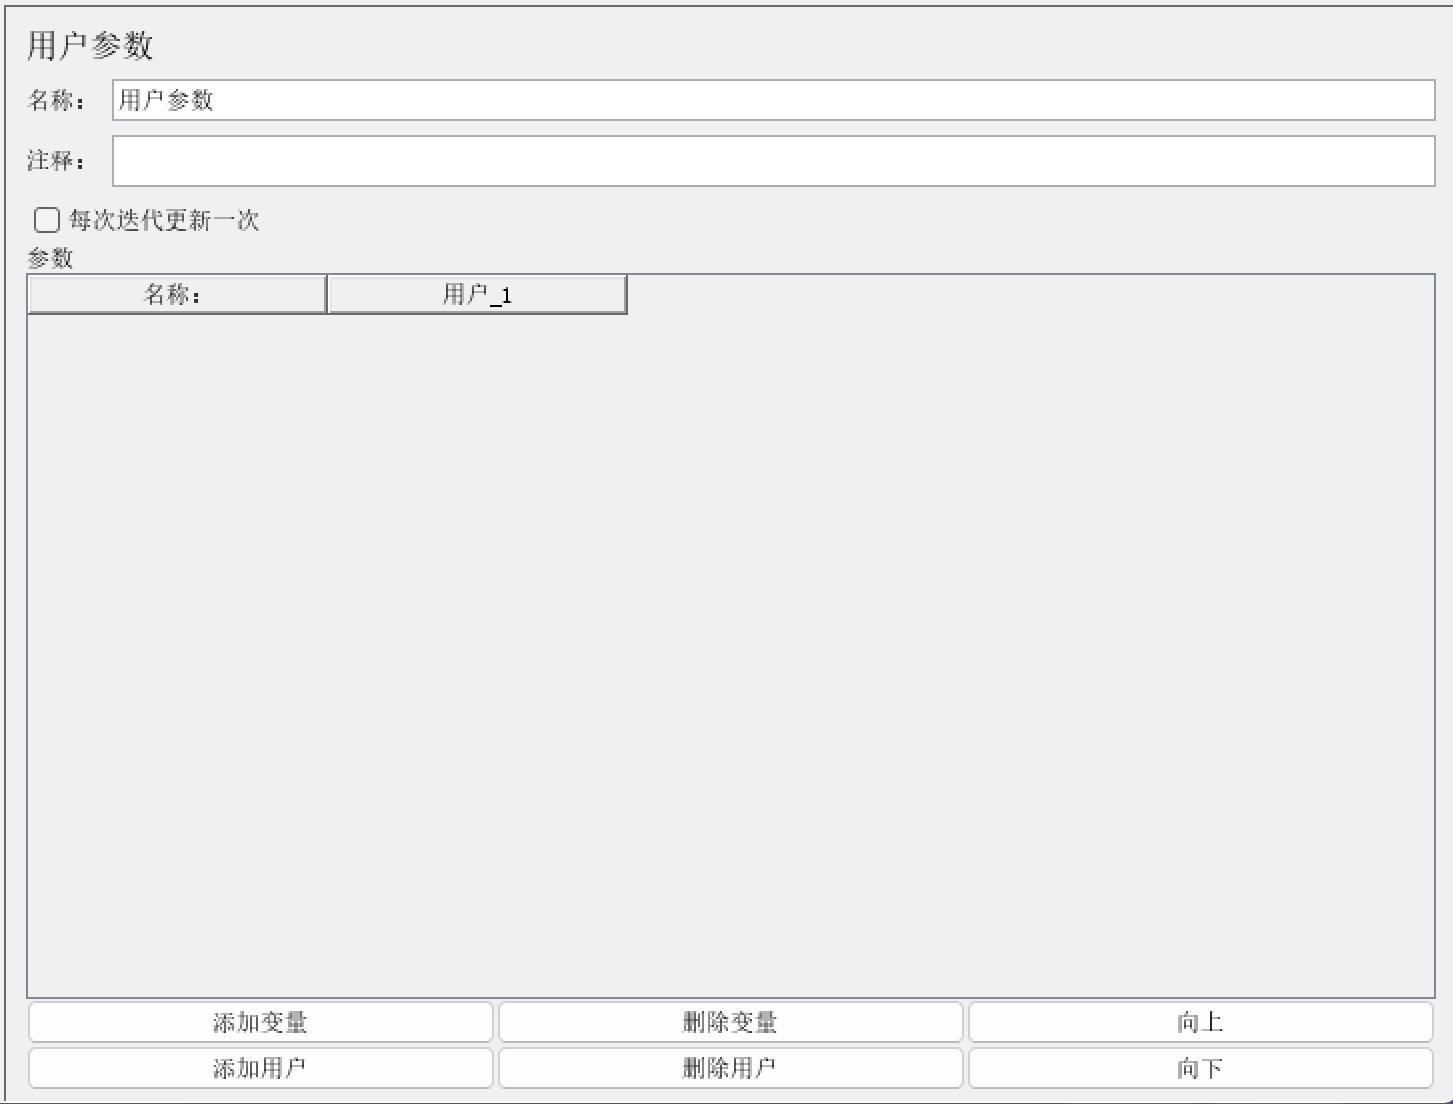 用户参数
名称： 用户参数
注释：
每次迭代更新一次
参数
名称： 用户_1
添加变量 删除变量 向上
添加用户 删除用户 向下